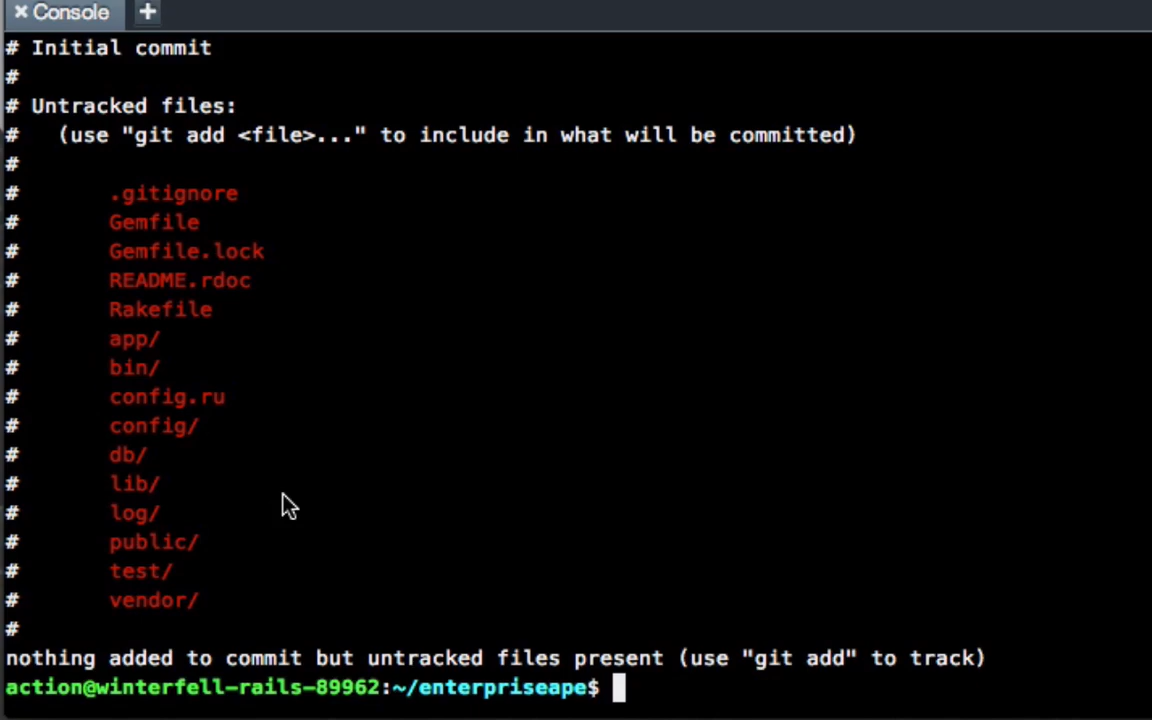 × Console +
# Initial commit
#
# Untracked files:
#   (use "git add <file>..." to include in what will be committed)
#
#       .gitignore
#       Gemfile
#       Gemfile.lock
#       README.rdoc
#       Rakefile
#       app/
#       bin/
#       config.ru
#       config/
#       db/
#       lib/
#       log/
#       public/
#       test/
#       vendor/
#
nothing added to commit but untracked files present (use "git add" to track)
action@winterfell-rails-89962:~/enterpriseape$